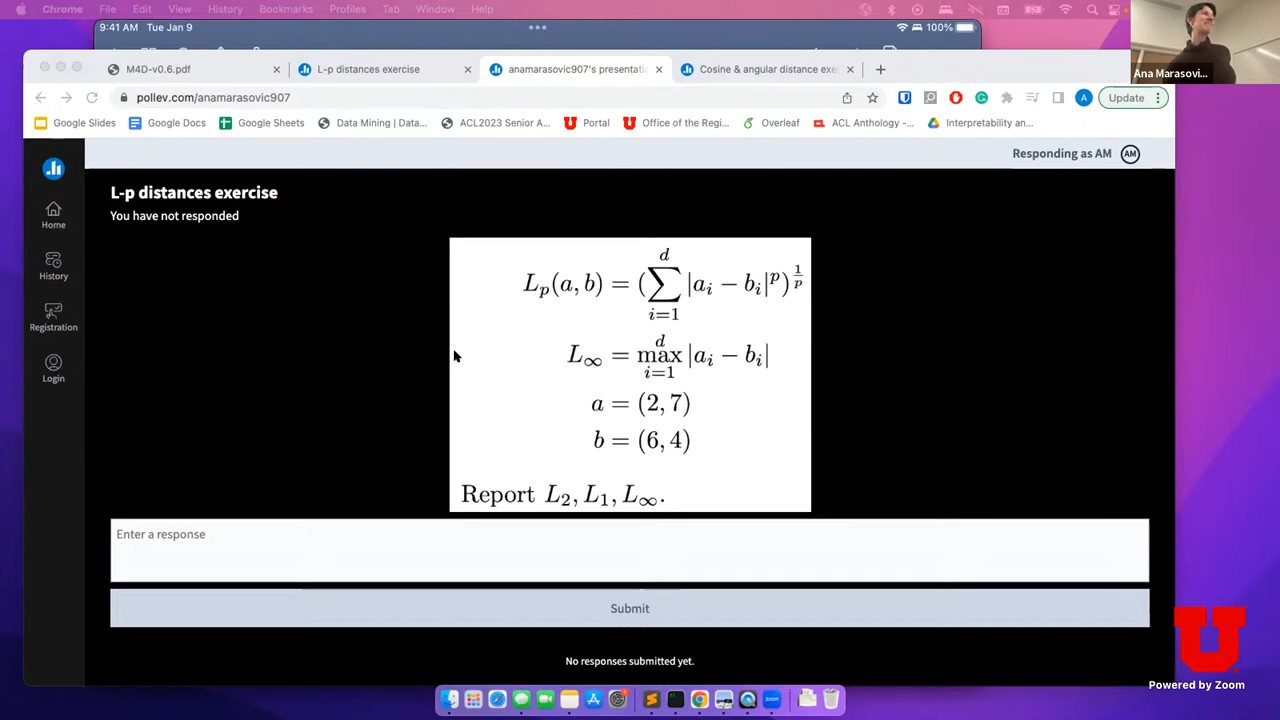 Chrome File Edit View History Bookmarks Profiles Tab Window Help
9:41 AM Tue Jan 9
100%
M4D-v0.6.pdf
L-p distances exercise
anamarasovic907's presentatio
Cosine & angular distance exer
pollev.com/anamarasovic907
Update
A
Google Slides
Google Docs
Google Sheets
Data Mining | Data...
ACL2023 Senior A...
Portal
Office of the Regi...
Overleaf
ACL Anthology -...
Interpretability an...
Ana Marasovi...
Responding as AM
AM
Home
History
Registration
Login
L-p distances exercise
You have not responded
L_p(a, b) = (∑_{i=1}^{d} |a_i − b_i|^p)^{1/p}
L_∞ = max_{i=1}^{d} |a_i − b_i|
a = (2, 7)
b = (6, 4)
Report L_2, L_1, L_∞.
Enter a response
Submit
No responses submitted yet.
zoom
U
Powered by Zoom